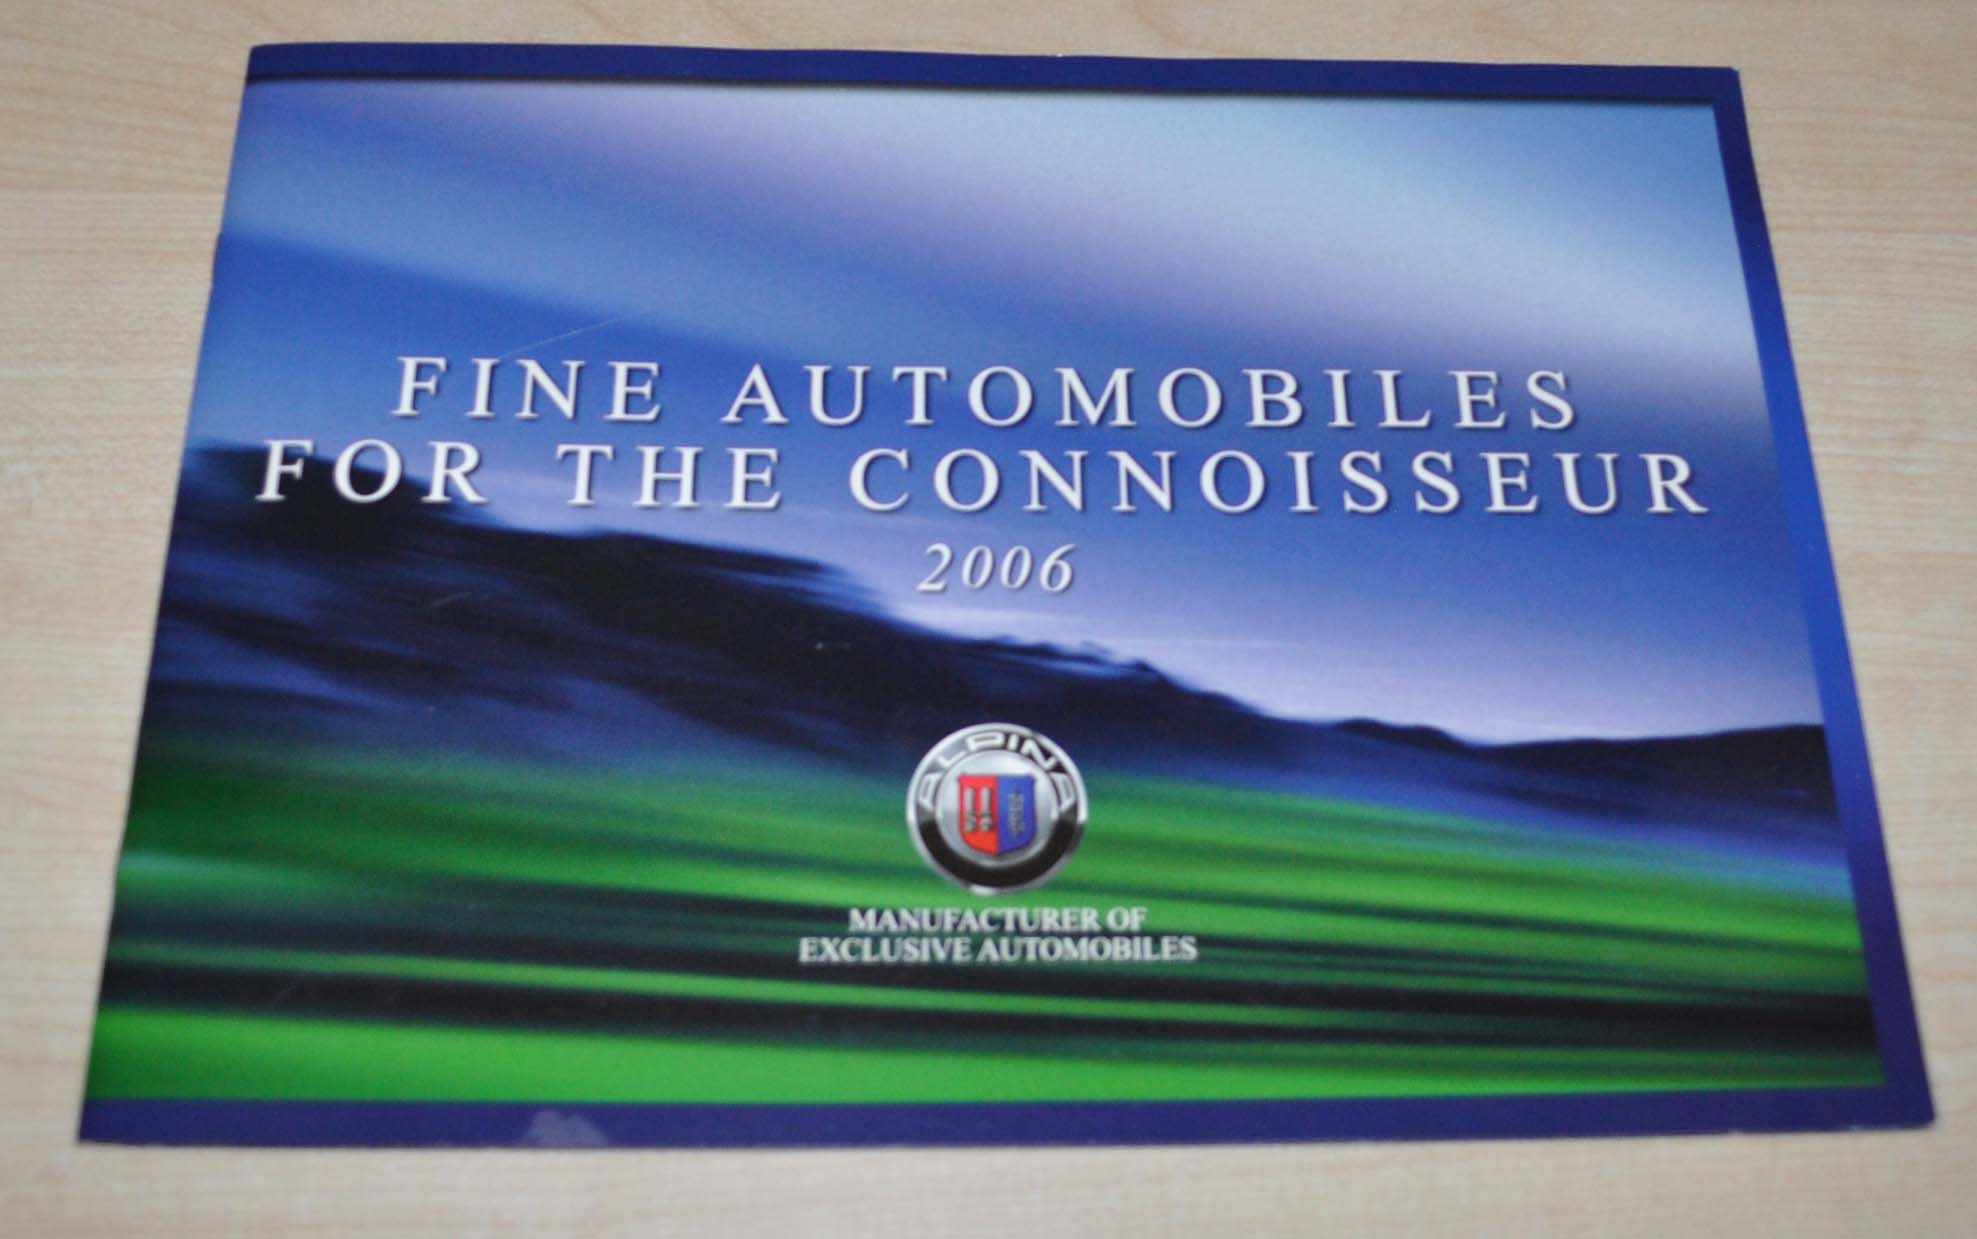 FINE AUTOMOBILES
FOR THE CONNOISSEUR
2006
ALPINA
MANUFACTURER OF
EXCLUSIVE AUTOMOBILES